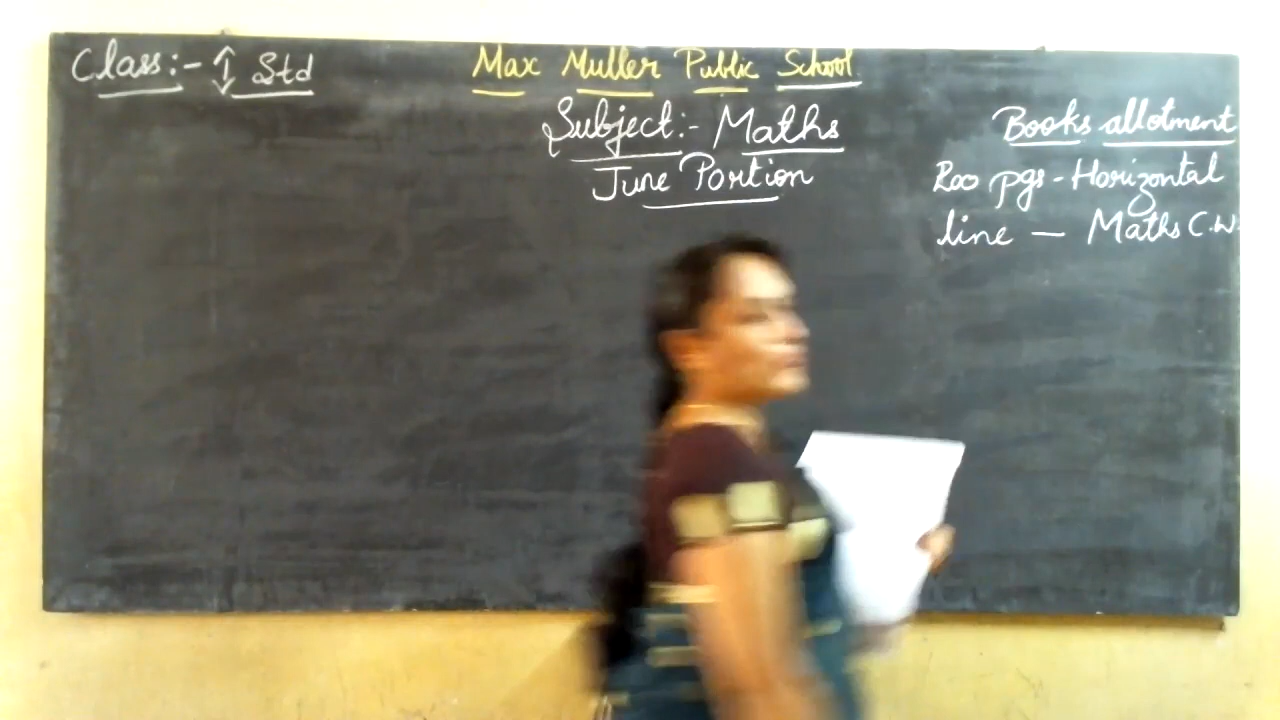 Class:- I Std
Max Muller Public School
Subject:- Maths
June Portion
Books allotment
200 pgs - Horizontal
line — Maths C.W.